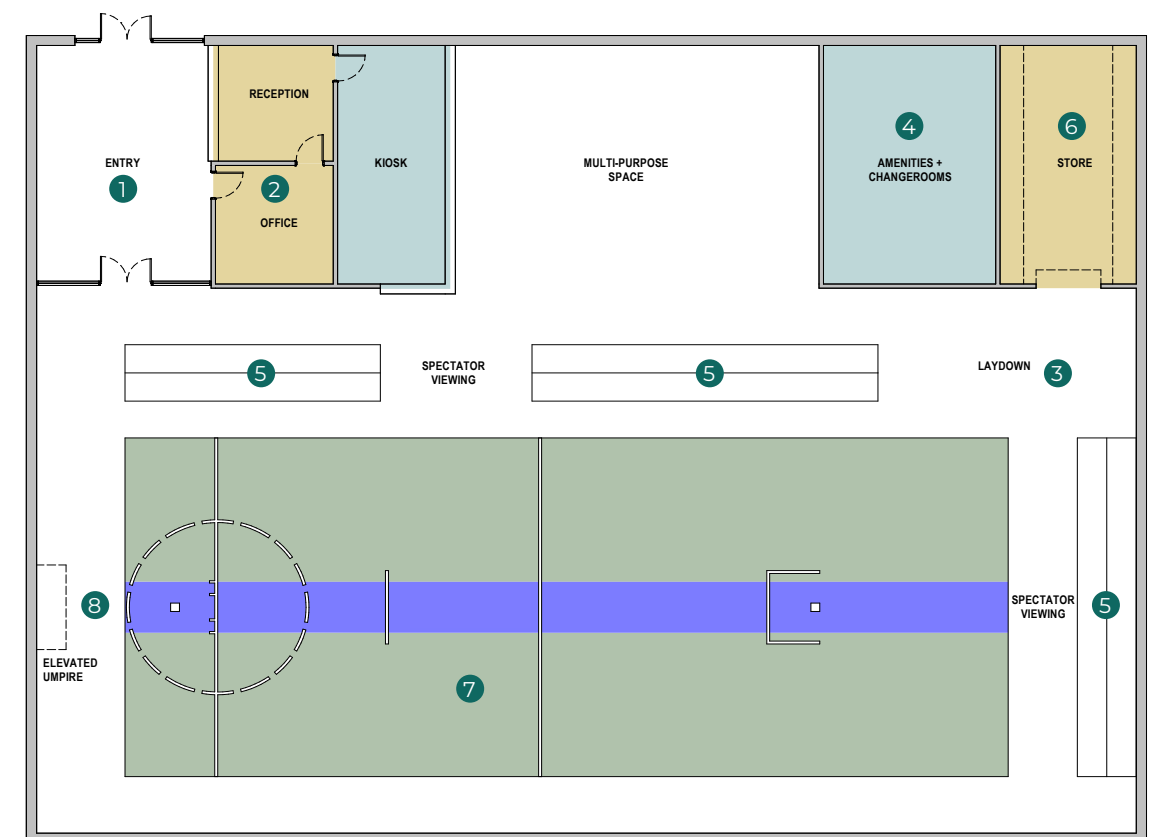 RECEPTION
ENTRY
1
2
OFFICE
KIOSK
MULTI-PURPOSE
SPACE
4
AMENITIES +
CHANGEROOMS
6
STORE
5
SPECTATOR
VIEWING
5
LAYDOWN
3
8
ELEVATED
UMPIRE
7
SPECTATOR
VIEWING
5